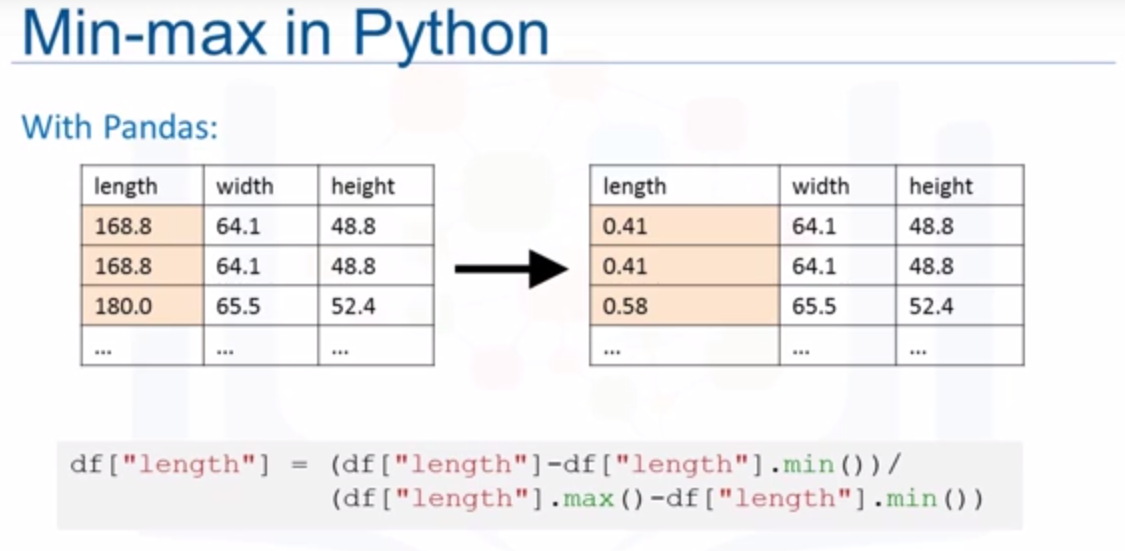 Min-max in Python
With Pandas:
length width height
168.8 64.1 48.8
168.8 64.1 48.8
180.0 65.5 52.4
... ... ...
length width height
0.41 64.1 48.8
0.41 64.1 48.8
0.58 65.5 52.4
... ... ...
df["length"] = (df["length"]-df["length"].min())/
(df["length"].max()-df["length"].min())